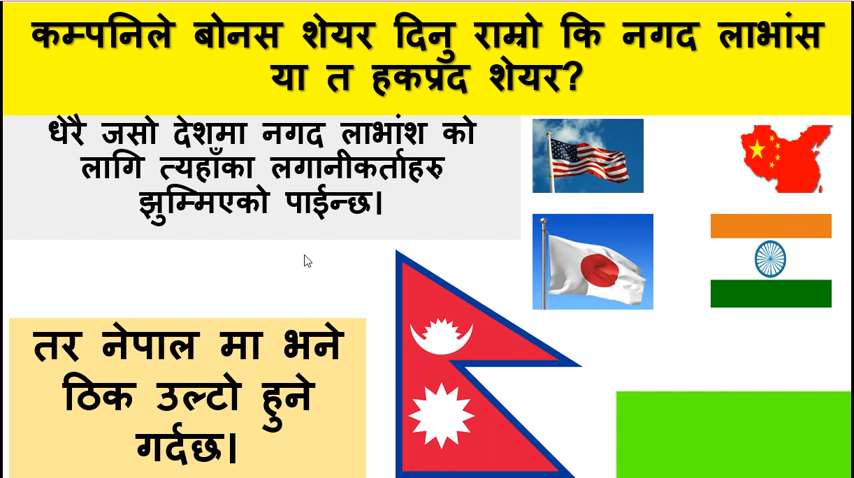 कम्पनिले बोनस शेयर दिनु राम्रो कि नगद लाभांस
या त हकप्रद शेयर?
धेरै जसो देशमा नगद लाभांश को
लागि त्यहाँका लगानीकर्ताहरु
झुम्मिएको पाईन्छ।
तर नेपाल मा भने
ठिक उल्टो हुने
गर्दछ।